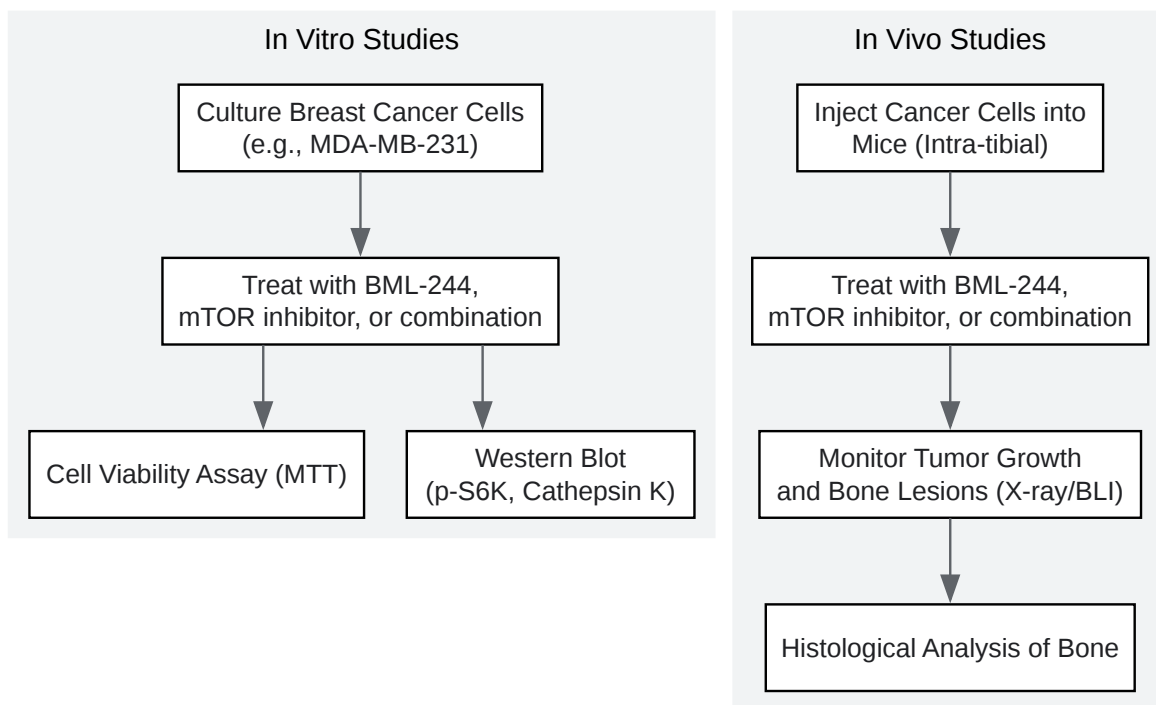 In Vitro Studies
Culture Breast Cancer Cells
(e.g., MDA-MB-231)
Treat with BML-244,
mTOR inhibitor, or combination
Cell Viability Assay (MTT)
Western Blot
(p-S6K, Cathepsin K)
In Vivo Studies
Inject Cancer Cells into
Mice (Intra-tibial)
Treat with BML-244,
mTOR inhibitor, or combination
Monitor Tumor Growth
and Bone Lesions (X-ray/BLI)
Histological Analysis of Bone